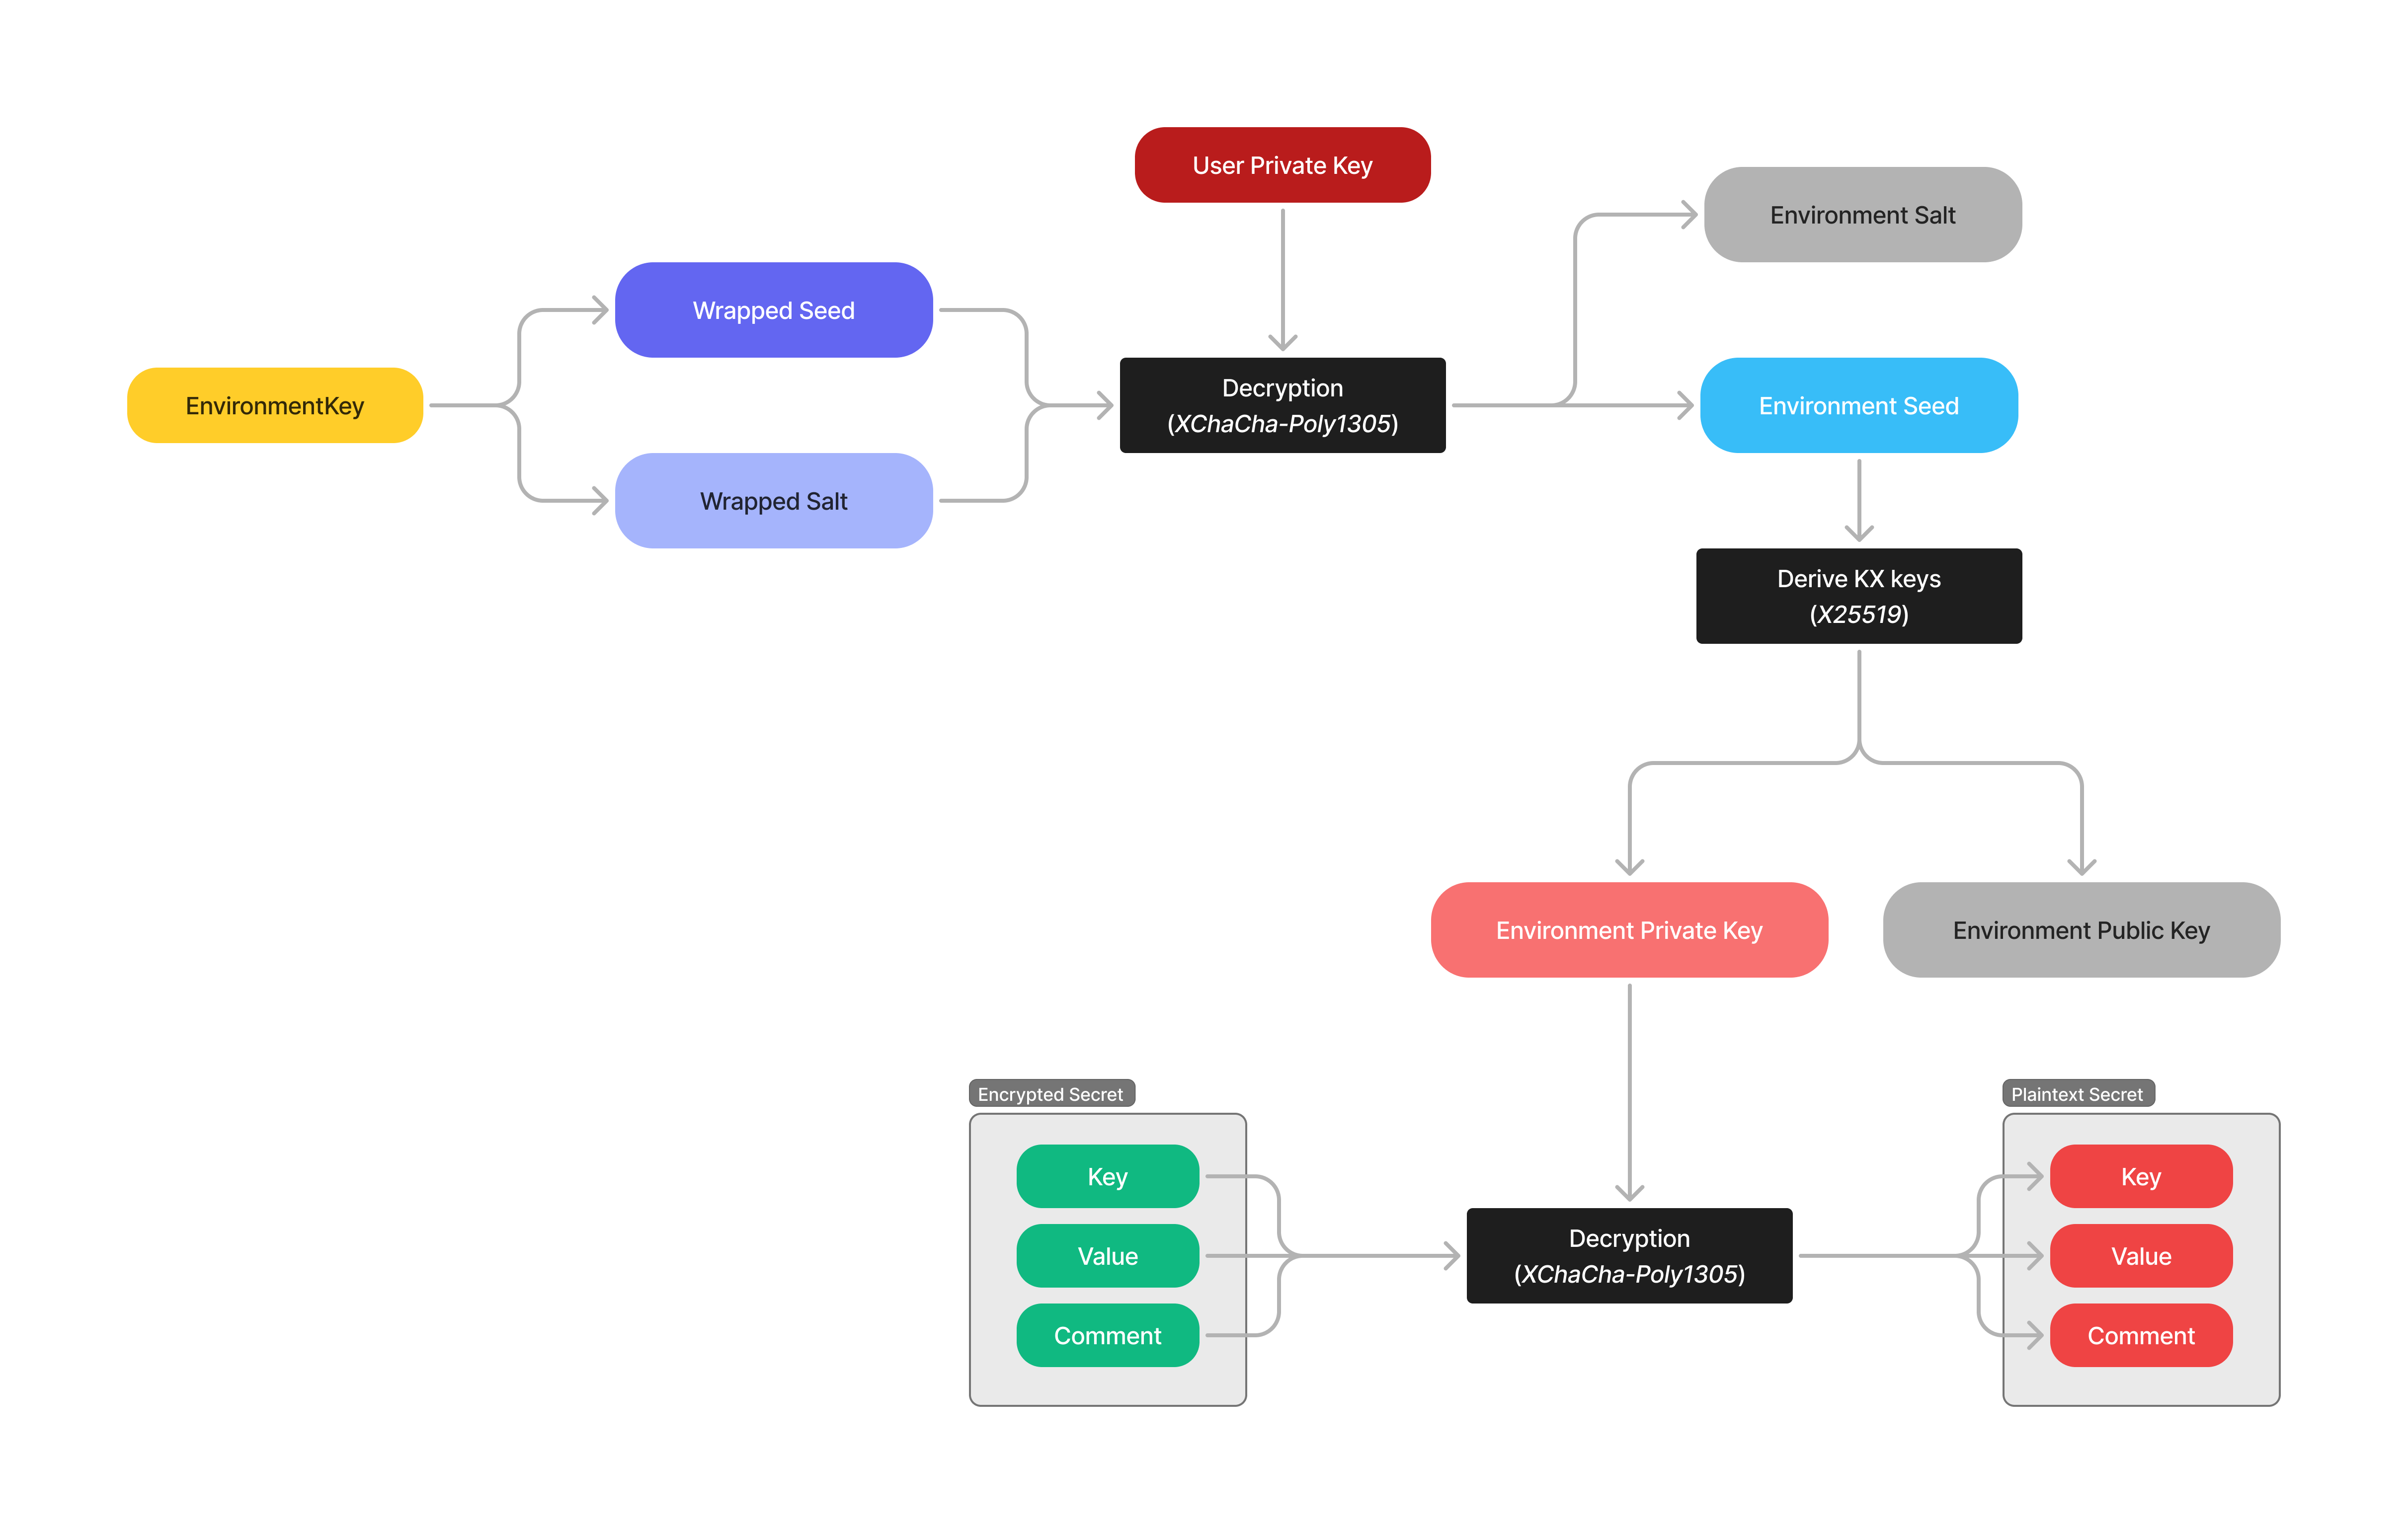 User Private Key
Environment Salt
Wrapped Seed
EnvironmentKey
Decryption
(XChaCha-Poly1305)
Environment Seed
Wrapped Salt
Derive KX keys
(X25519)
Environment Private Key
Environment Public Key
Encrypted Secret
Key
Value
Comment
Decryption
(XChaCha-Poly1305)
Plaintext Secret
Key
Value
Comment